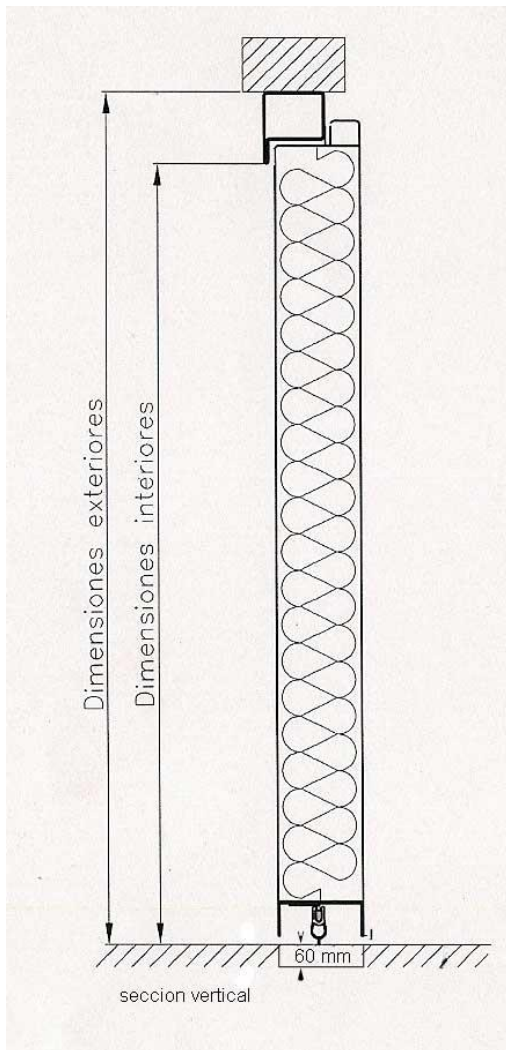 Dimensiones exteriores
Dimensiones interiores
60 mm
seccion vertical